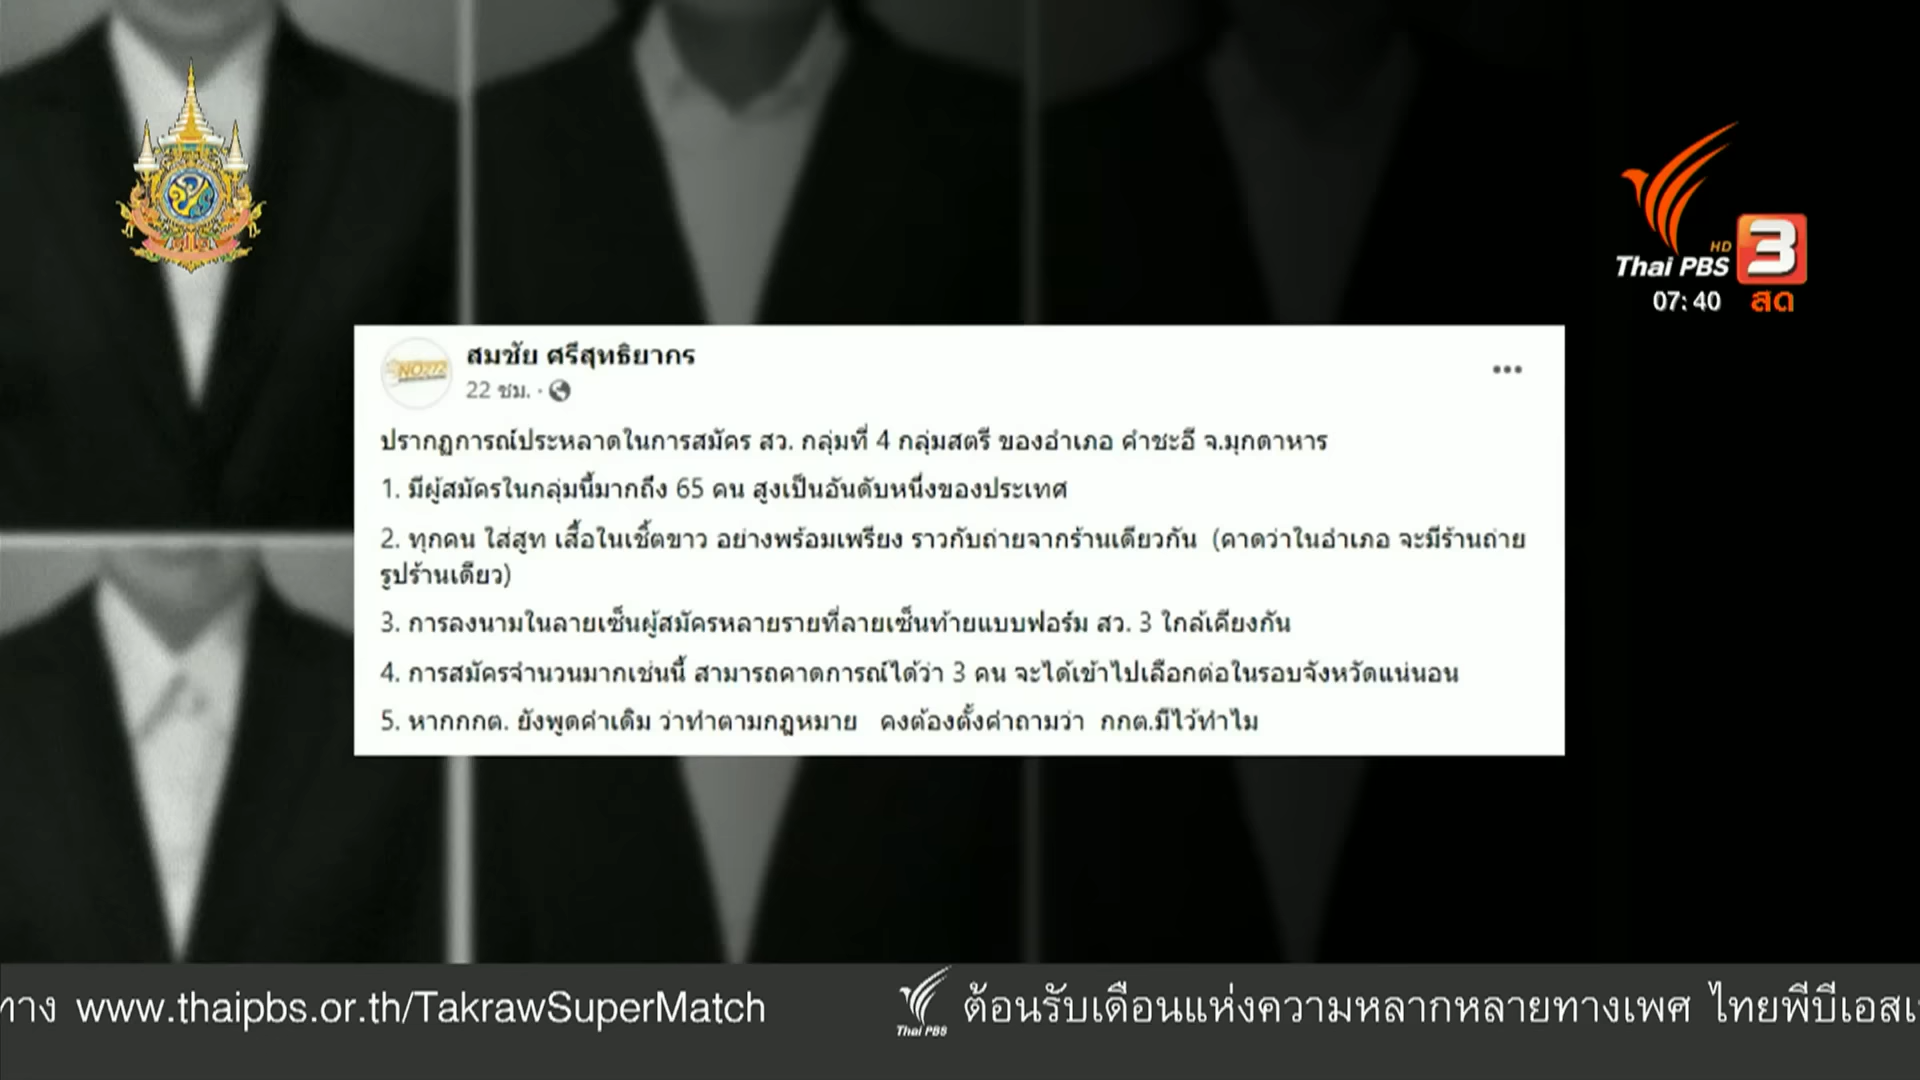 HD
Thai PBS 3
07:40 สด
สมชัย ศรีสุทธิยากร
22 ชม. ·
ปรากฏการณ์ประหลาดในการสมัคร สว. กลุ่มที่ 4 กลุ่มสตรี ของอำเภอ คำชะอี จ.มุกดาหาร
1. มีผู้สมัครในกลุ่มนี้มากถึง 65 คน สูงเป็นอันดับหนึ่งของประเทศ
2. ทุกคน ใส่สูท เสื้อในเชิ้ตขาว อย่างพร้อมเพรียง ราวกับถ่ายจากร้านเดียวกัน (คาดว่าในอำเภอ จะมีร้านถ่าย
รูปร้านเดียว)
3. การลงนามในลายเซ็นผู้สมัครหลายรายที่ลายเซ็นท้ายแบบฟอร์ม สว. 3 ใกล้เคียงกัน
4. การสมัครจำนวนมากเช่นนี้ สามารถคาดการณ์ได้ว่า 3 คน จะได้เข้าไปเลือกต่อในรอบจังหวัดแน่นอน
5. หากกกต. ยังพูดคำเดิม ว่าทำตามกฎหมาย คงต้องตั้งคำถามว่า กกต.มีไว้ทำไม
ทาง www.thaipbs.or.th/TakrawSuperMatch Thai PBS ต้อนรับเดือนแห่งความหลากหลายทางเพศ ไทยพีบีเอสเ